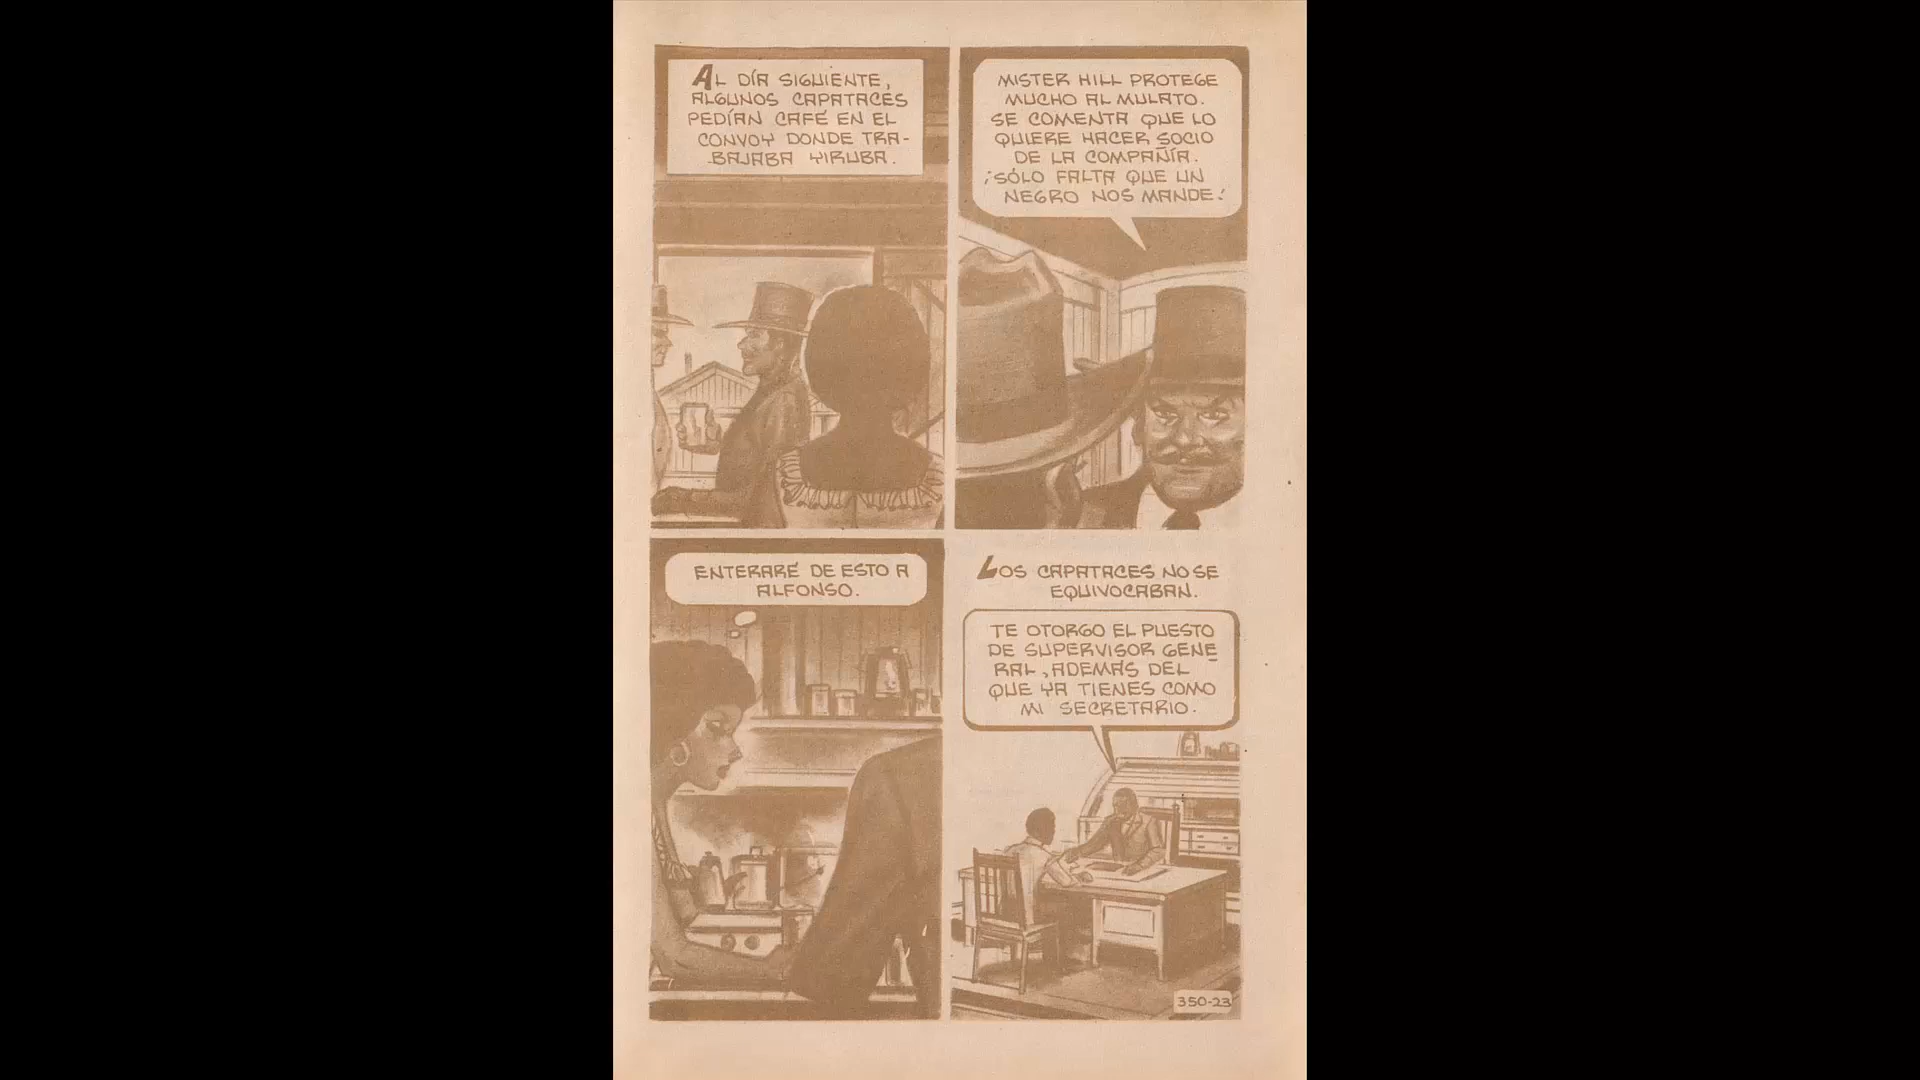 AL DÍA SIGUIENTE,
ALGUNOS CAPATACES
PEDÍAN CAFÉ EN EL
CONVOY DONDE TRA-
BAJABA YIRUBA.
MISTER HILL PROTEGE
MUCHO AL MULATO.
SE COMENTA QUE LO
QUIERE HACER SOCIO
DE LA COMPAÑÍA.
¡SÓLO FALTA QUE UN
NEGRO NOS MANDE!
ENTERARÉ DE ESTO A
ALFONSO.
LOS CAPATACES NO SE
EQUIVOCABAN.
TE OTORGO EL PUESTO
DE SUPERVISOR GENE
RAL, ADEMÁS DEL
QUE YA TIENES COMO
MI SECRETARIO.
350-23